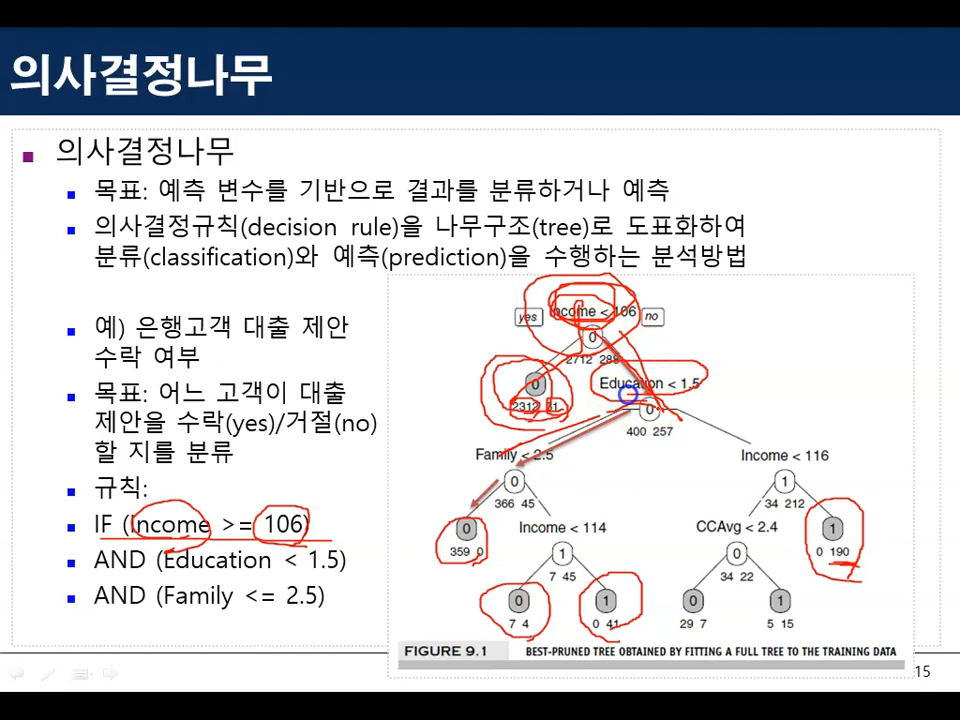 의사결정나무
의사결정나무
목표: 예측 변수를 기반으로 결과를 분류하거나 예측
의사결정규칙(decision rule)을 나무구조(tree)로 도표화하여
분류(classification)와 예측(prediction)을 수행하는 분석방법
예) 은행고객 대출 제안
수락 여부
목표: 어느 고객이 대출
제안을 수락(yes)/거절(no)
할 지를 분류
규칙:
IF (Income >= 106)
AND (Education < 1.5)
AND (Family <= 2.5)
Income < 106
yes
no
0
2712 288
0
2312 31
Education < 1.5
0
400 257
Family < 2.5
Income < 116
0
366 45
1
34 212
0
359 0
Income < 114
CCAvg < 2.4
1
0 190
1
7 45
0
34 22
0
7 4
1
0 41
0
29 7
1
5 15
FIGURE 9.1 BEST-PRUNED TREE OBTAINED BY FITTING A FULL TREE TO THE TRAINING DATA
15